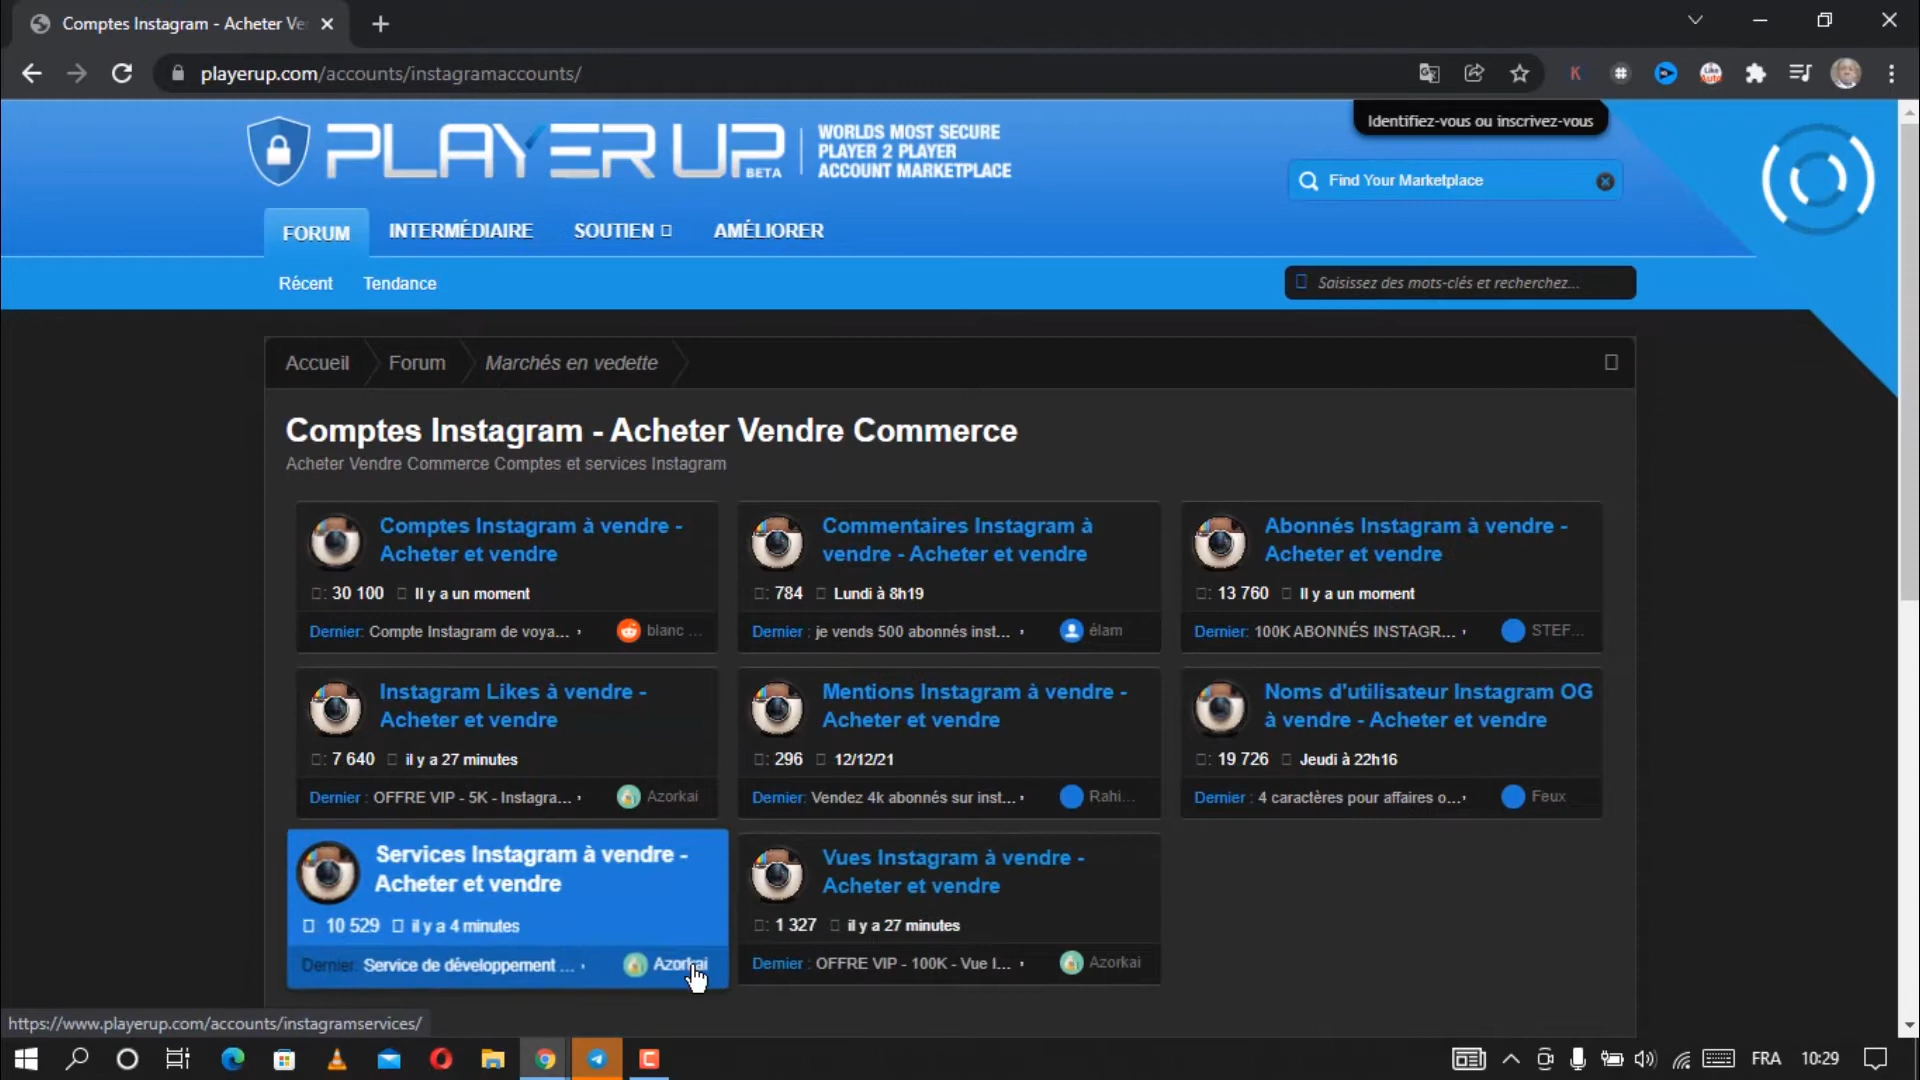 Comptes Instagram - Acheter Ve
playerup.com/accounts/instagramaccounts/
K
#
Like
Auto
PLAYERUP
BETA
WORLDS MOST SECURE
PLAYER 2 PLAYER
ACCOUNT MARKETPLACE
Identifiez-vous ou inscrivez-vous
Find Your Marketplace
FORUM
INTERMÉDIAIRE
SOUTIEN
AMÉLIORER
Récent
Tendance
Saisissez des mots-clés et recherchez...
Accueil
Forum
Marchés en vedette
Comptes Instagram - Acheter Vendre Commerce
Acheter Vendre Commerce Comptes et services Instagram
Comptes Instagram à vendre -
Acheter et vendre
: 30 100 Il y a un moment
Dernier: Compte Instagram de voya...
blanc ...
Commentaires Instagram à
vendre - Acheter et vendre
: 784 Lundi à 8h19
Dernier : je vends 500 abonnés inst...
élam
Abonnés Instagram à vendre -
Acheter et vendre
: 13 760 Il y a un moment
Dernier: 100K ABONNÉS INSTAGR...
STEF...
Instagram Likes à vendre -
Acheter et vendre
: 7 640 il y a 27 minutes
Dernier : OFFRE VIP - 5K - Instagra...
Azorkai
Mentions Instagram à vendre -
Acheter et vendre
: 296 12/12/21
Dernier: Vendez 4k abonnés sur inst...
Rahi...
Noms d'utilisateur Instagram OG
à vendre - Acheter et vendre
: 19 726 Jeudi à 22h16
Dernier : 4 caractères pour affaires o...
Feux
Services Instagram à vendre -
Acheter et vendre
10 529 il y a 4 minutes
Dernier: Service de développement ...
Azorkai
Vues Instagram à vendre -
Acheter et vendre
: 1 327 il y a 27 minutes
Dernier : OFFRE VIP - 100K - Vue I...
Azorkai
https://www.playerup.com/accounts/instagramservices/
FRA
10:29